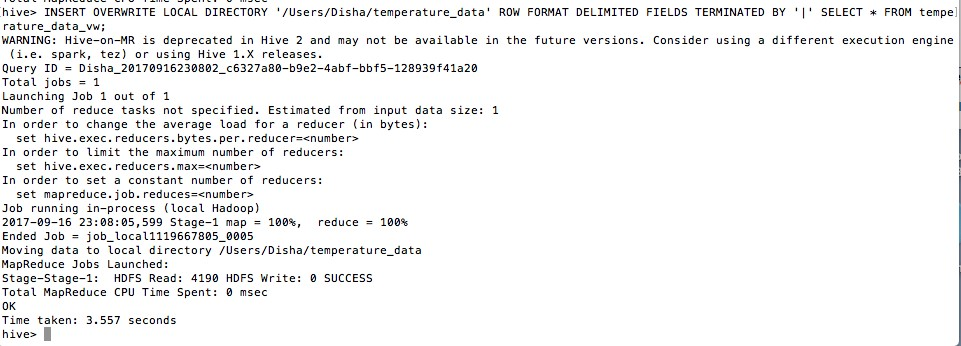 Total MapReduce CPU Time Spent: 0 msec
hive> INSERT OVERWRITE LOCAL DIRECTORY '/Users/Disha/temperature_data' ROW FORMAT DELIMITED FIELDS TERMINATED BY '|' SELECT * FROM tempe
rature_data_vw;
WARNING: Hive-on-MR is deprecated in Hive 2 and may not be available in the future versions. Consider using a different execution engine
(i.e. spark, tez) or using Hive 1.X releases.
Query ID = Disha_20170916230802_c6327a80-b9e2-4abf-bbf5-128939f41a20
Total jobs = 1
Launching Job 1 out of 1
Number of reduce tasks not specified. Estimated from input data size: 1
In order to change the average load for a reducer (in bytes):
  set hive.exec.reducers.bytes.per.reducer=<number>
In order to limit the maximum number of reducers:
  set hive.exec.reducers.max=<number>
In order to set a constant number of reducers:
  set mapreduce.job.reduces=<number>
Job running in-process (local Hadoop)
2017-09-16 23:08:05,599 Stage-1 map = 100%,  reduce = 100%
Ended Job = job_local1119667805_0005
Moving data to local directory /Users/Disha/temperature_data
MapReduce Jobs Launched:
Stage-Stage-1:  HDFS Read: 4190 HDFS Write: 0 SUCCESS
Total MapReduce CPU Time Spent: 0 msec
OK
Time taken: 3.557 seconds
hive>